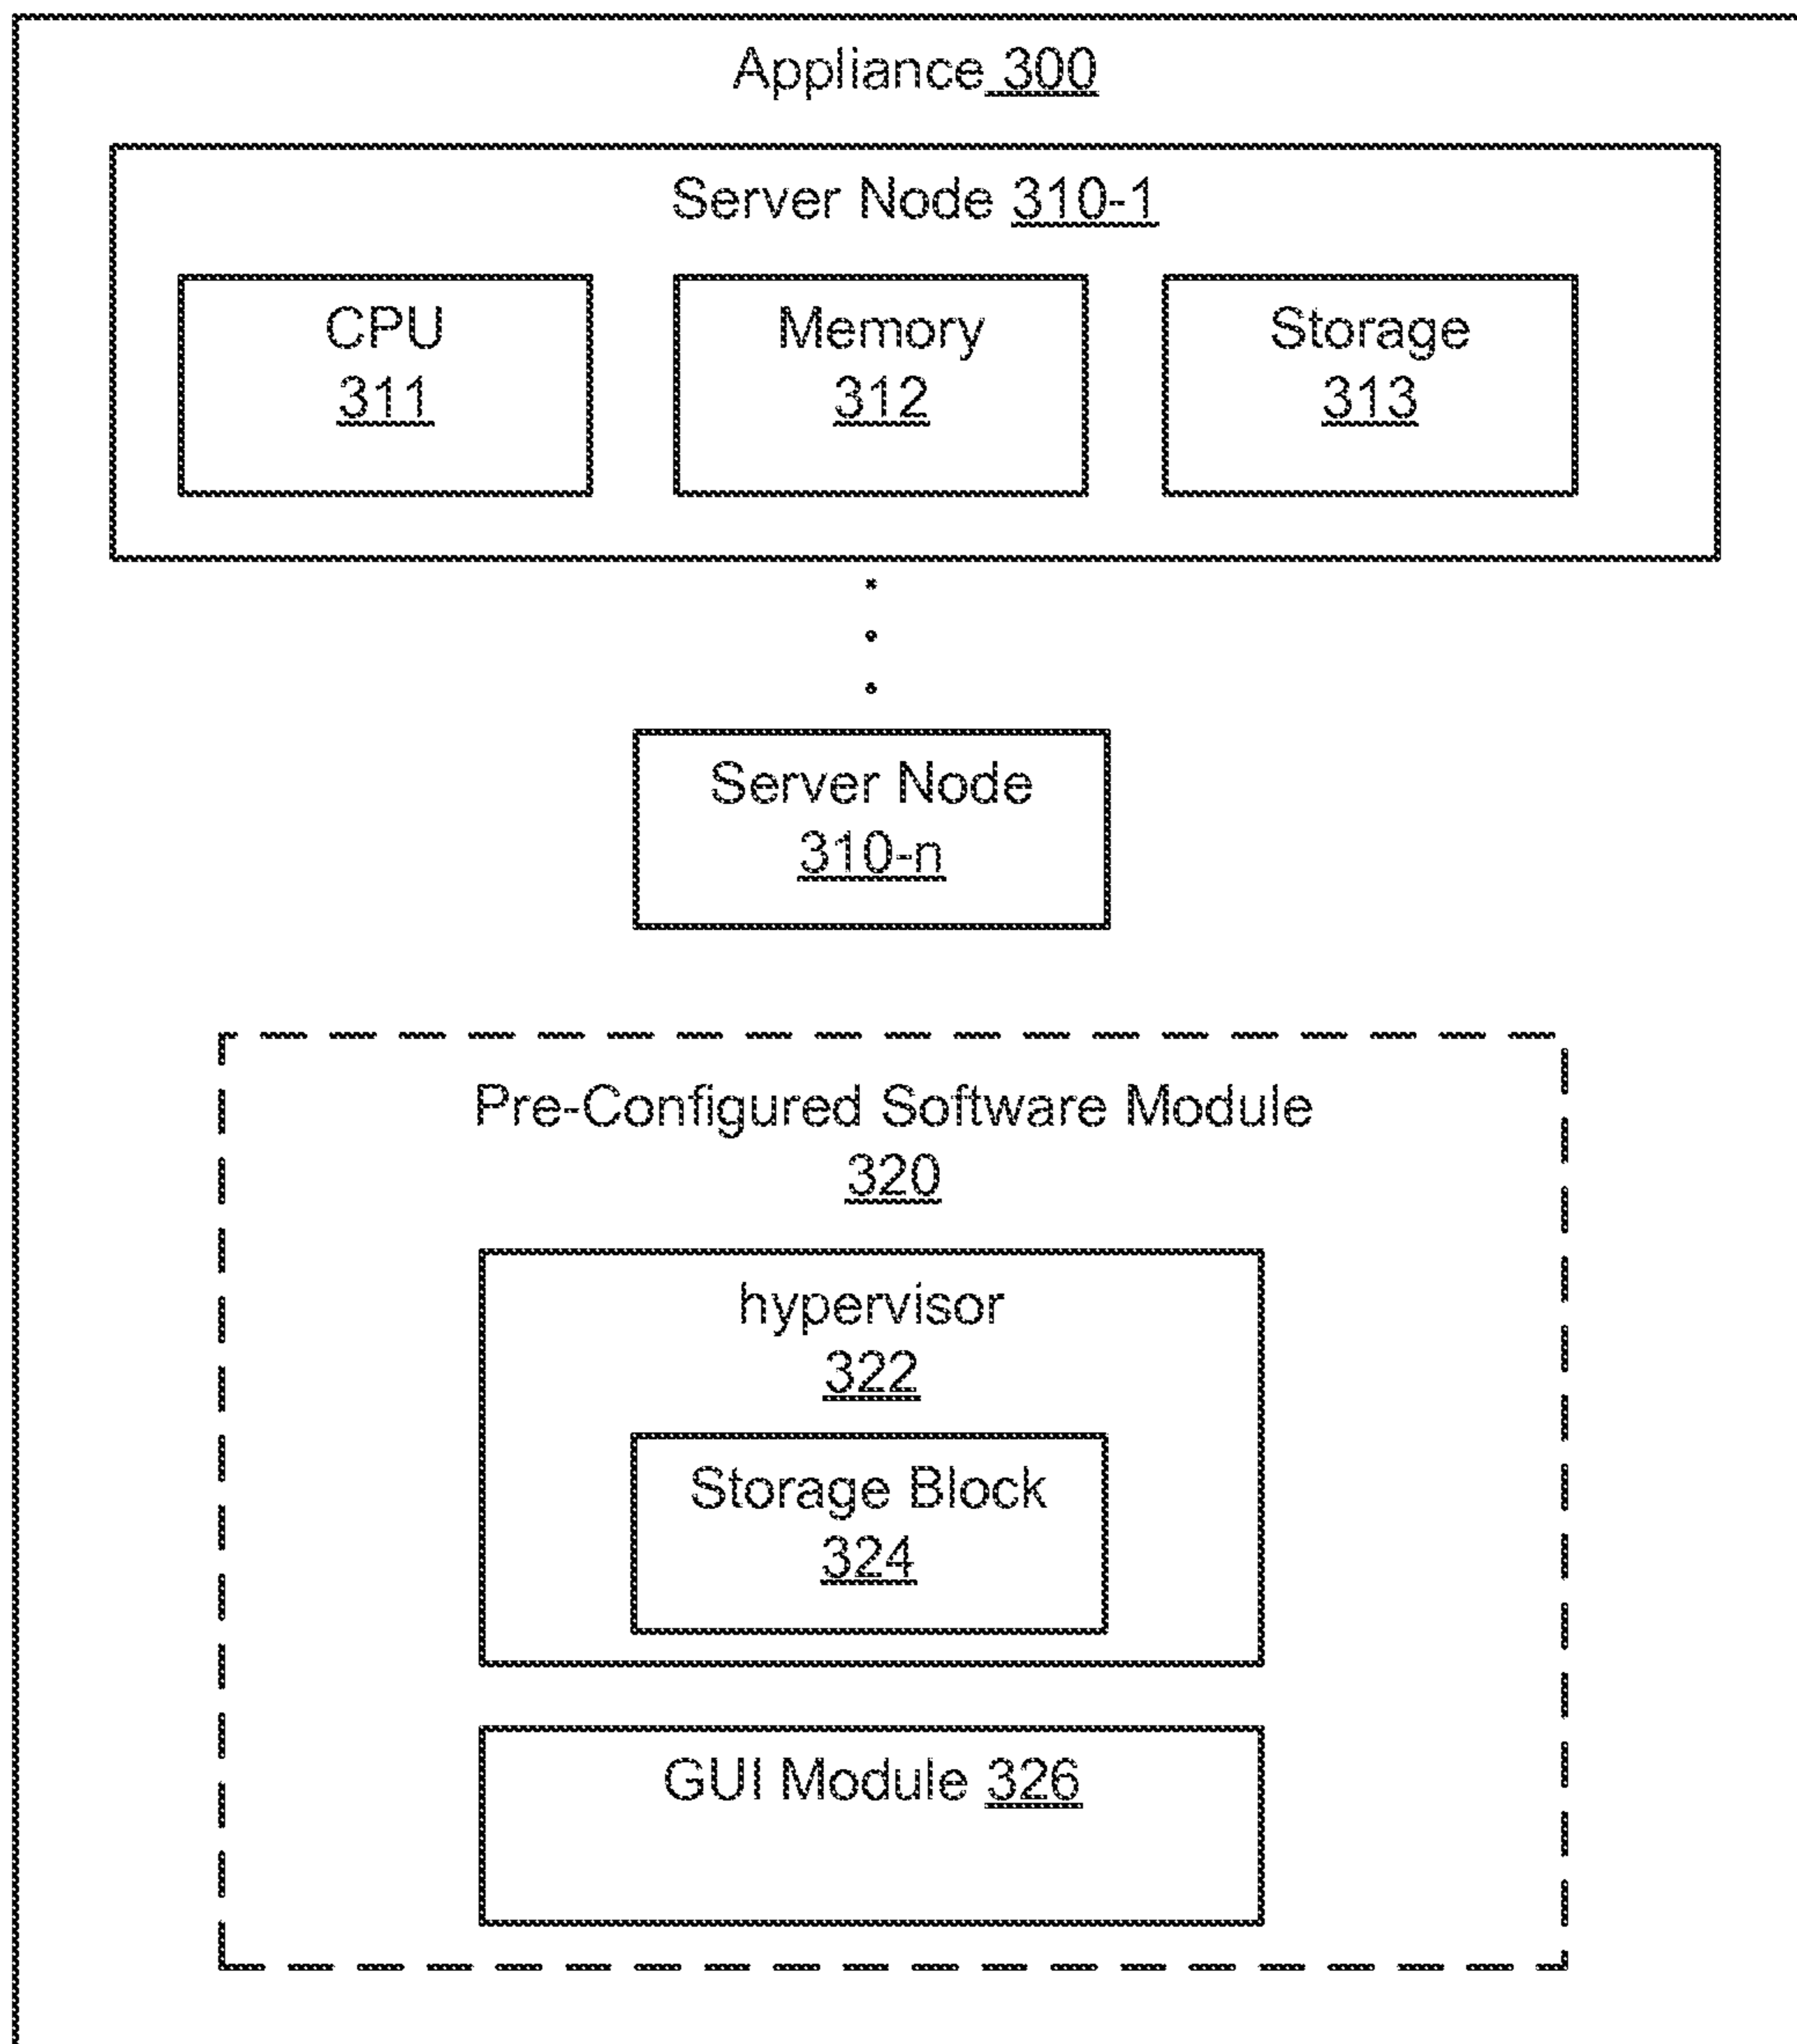 Appliance 300
Server Node 310-1
CPU
311
Memory
312
Storage
313
Server Node
310-n
Pre-Configured Software Module
320
hypervisor
322
Storage Block
324
GUI Module 326